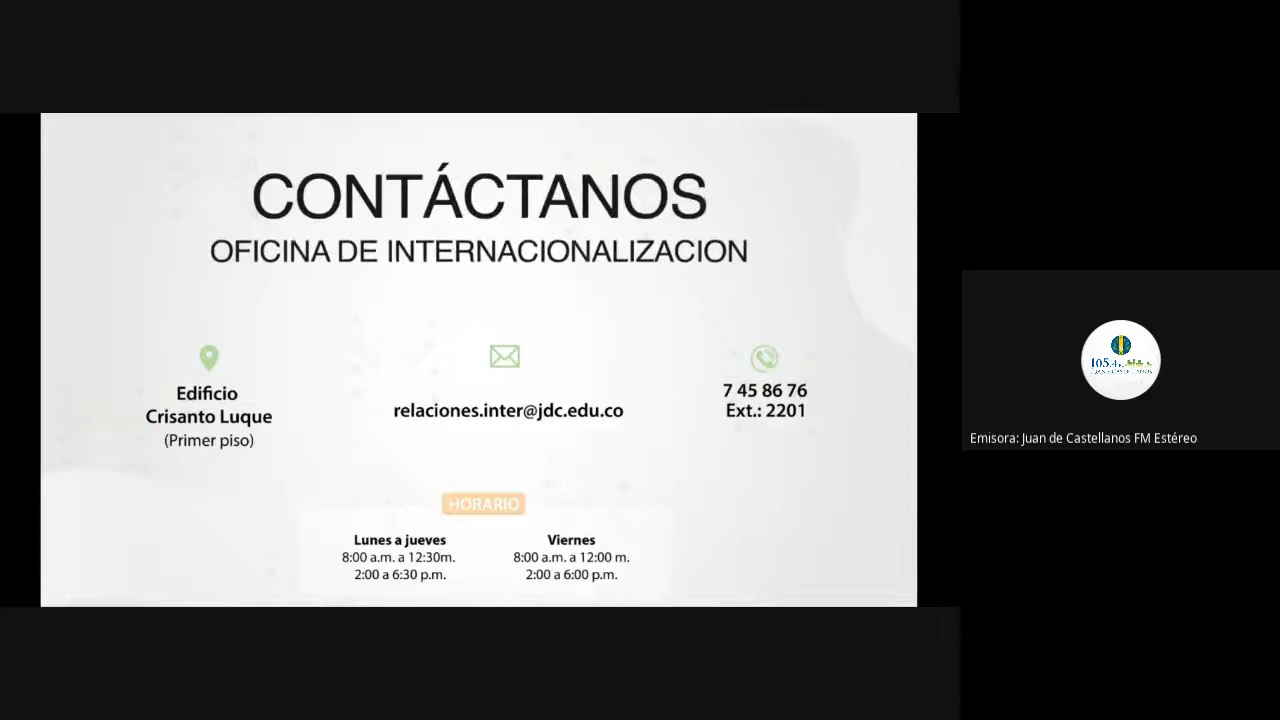 CONTÁCTANOS
OFICINA DE INTERNACIONALIZACION
Edificio
Crisanto Luque
(Primer piso)
relaciones.inter@jdc.edu.co
7 45 86 76
Ext.: 2201
HORARIO
Lunes a jueves
8:00 a.m. a 12:30m.
2:00 a 6:30 p.m.
Viernes
8:00 a.m. a 12:00 m.
2:00 a 6:00 p.m.
Emisora: Juan de Castellanos FM Estéreo